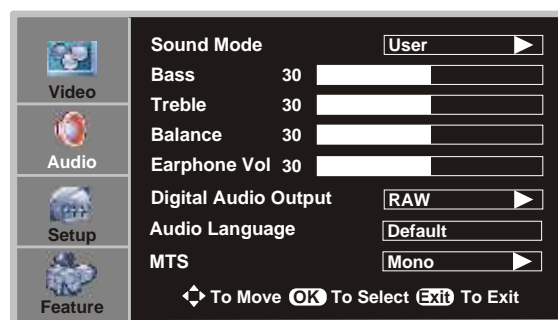 Video
Audio
Setup
Feature
Sound Mode User
Bass 30
Treble 30
Balance 30
Earphone Vol 30
Digital Audio Output RAW
Audio Language Default
MTS Mono
To Move OK To Select Exit To Exit